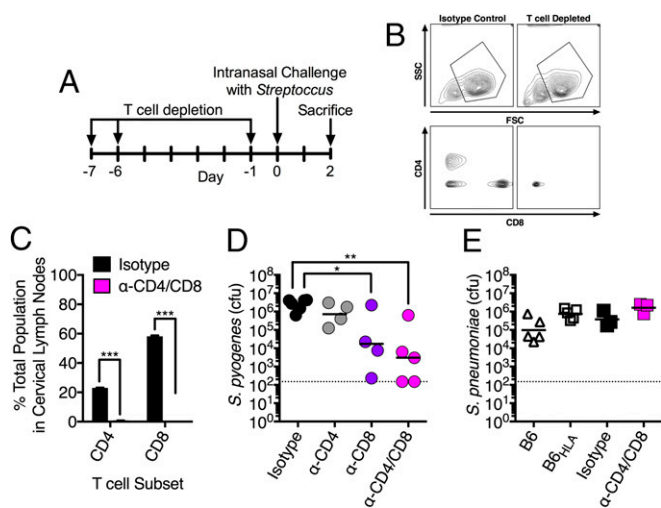 A
Intranasal Challenge
with Streptoccus
T cell depletion
Sacrifice
-7 -6 -1 0 2
Day
B
Isotype Control T cell Depleted
SSC
FSC
CD4
CD8
C
Isotype
α-CD4/CD8
% Total Population
in Cervical Lymph Nodes
100
80
60
40
20
0
***
***
CD4 CD8
T cell Subset
D
**
*
S. pyogenes (cfu)
10⁸
10⁷
10⁶
10⁵
10⁴
10³
10²
10¹
10⁰
Isotype α-CD4 α-CD8 α-CD4/CD8
E
S. pneumoniae (cfu)
10⁸
10⁷
10⁶
10⁵
10⁴
10³
10²
10¹
10⁰
B6 B6HLA Isotype α-CD4/CD8